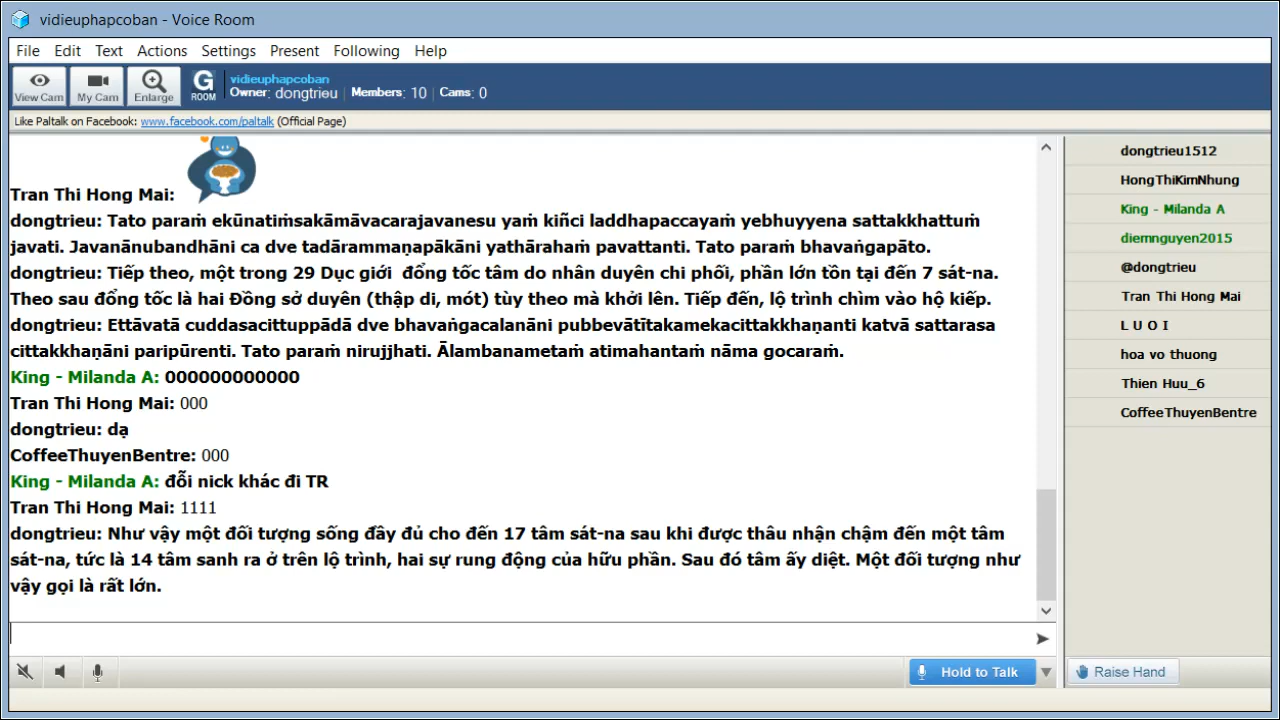 vidieuphapcoban - Voice Room
File Edit Text Actions Settings Present Following Help
View Cam My Cam Enlarge G ROOM vidieuphapcoban
Owner: dongtrieu | Members: 10 | Cams: 0
Like Paltalk on Facebook: www.facebook.com/paltalk (Official Page)
Tran Thi Hong Mai:
dongtrieu: Tato paraṁ ekūnatiṁsakāmāvacarajavanesu yaṁ kiñci laddhapaccayaṁ yebhuyyena sattakkhattuṁ
javati. Javanānubandhāni ca dve tadārammaṇapākāni yathārahaṁ pavattanti. Tato paraṁ bhavaṅgapāto.
dongtrieu: Tiếp theo, một trong 29 Dục giới đổng tốc tâm do nhân duyên chi phối, phần lớn tồn tại đến 7 sát-na.
Theo sau đổng tốc là hai Đồng sở duyên (thập di, mót) tùy theo mà khởi lên. Tiếp đến, lộ trình chìm vào hộ kiếp.
dongtrieu: Ettāvatā cuddasacittuppādā dve bhavaṅgacalanāni pubbevātītakamekacittakkhaṇanti katvā sattarasa
cittakkhaṇāni paripūrenti. Tato paraṁ nirujjhati. Ālambanametaṁ atimahantaṁ nāma gocaraṁ.
King - Milanda A: 000000000000
Tran Thi Hong Mai: 000
dongtrieu: dạ
CoffeeThuyenBentre: 000
King - Milanda A: đỗi nick khác đi TR
Tran Thi Hong Mai: 1111
dongtrieu: Như vậy một đối tượng sống đầy đủ cho đến 17 tâm sát-na sau khi được thâu nhận chậm đến một tâm
sát-na, tức là 14 tâm sanh ra ở trên lộ trình, hai sự rung động của hữu phần. Sau đó tâm ấy diệt. Một đối tượng như
vậy gọi là rất lớn.
dongtrieu1512
HongThiKimNhung
King - Milanda A
diemnguyen2015
@dongtrieu
Tran Thi Hong Mai
L U O I
hoa vo thuong
Thien Huu_6
CoffeeThuyenBentre
Hold to Talk
Raise Hand